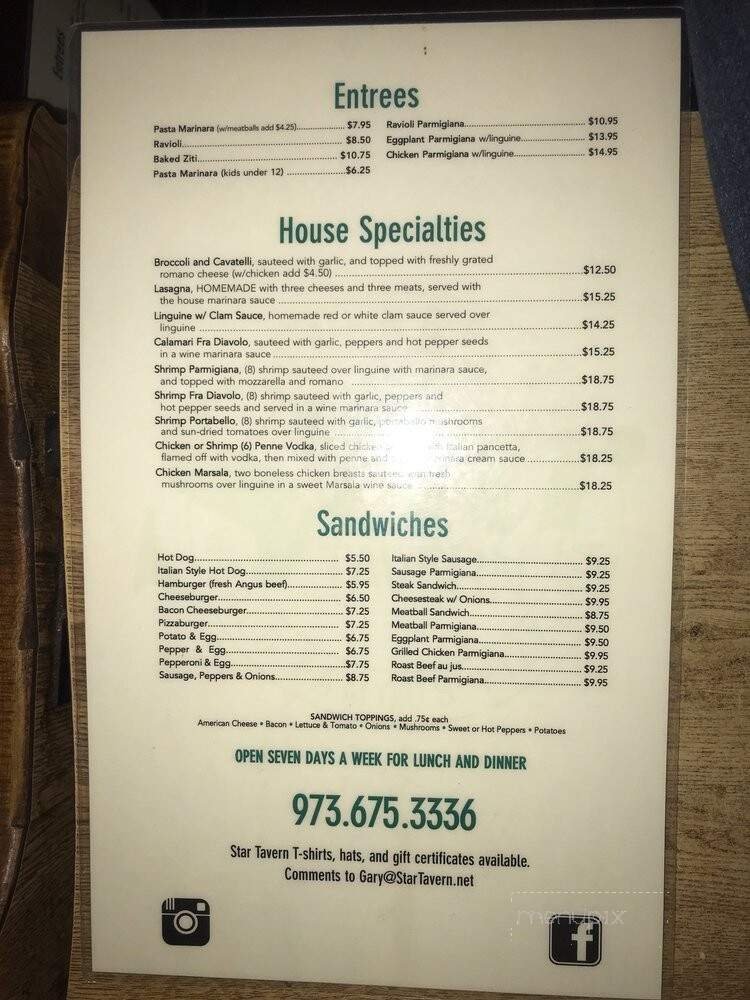 Entrees
Entrees
Pasta Marinara (w/meatballs add $4.25)........ $7.95
Ravioli........ $8.50
Baked Ziti........ $10.75
Pasta Marinara (kids under 12) ........$6.25
Ravioli Parmigiana........ $10.95
Eggplant Parmigiana w/linguine........ $13.95
Chicken Parmigiana w/linguine........ $14.95
House Specialties
Broccoli and Cavatelli, sauteed with garlic, and topped with freshly grated
romano cheese (w/chicken add $4.50) ........$12.50
Lasagna, HOMEMADE with three cheeses and three meats, served with
the house marinara sauce ........$15.25
Linguine w/ Clam Sauce, homemade red or white clam sauce served over
linguine ........$14.25
Calamari Fra Diavolo, sauteed with garlic, peppers and hot pepper seeds
in a wine marinara sauce ........$15.25
Shrimp Parmigiana, (8) shrimp sauteed over linguine with marinara sauce,
and topped with mozzarella and romano ........$18.75
Shrimp Fra Diavolo, (8) shrimp sauteed with garlic, peppers and
hot pepper seeds and served in a wine marinara sauce ........$18.75
Shrimp Portabello, (8) shrimp sauteed with garlic, portabello mushrooms
and sun-dried tomatoes over linguine ........$18.75
Chicken or Shrimp (6) Penne Vodka, sliced chicken with Italian pancetta,
flamed off with vodka, then mixed with penne and cream sauce........$18.25
Chicken Marsala, two boneless chicken breasts sauteed with fresh
mushrooms over linguine in a sweet Marsala wine sauce ........$18.25
Sandwiches
Hot Dog........ $5.50
Italian Style Hot Dog........ $7.25
Hamburger (fresh Angus beef)........ $5.95
Cheeseburger........ $6.50
Bacon Cheeseburger........ $7.25
Pizzaburger........ $7.25
Potato & Egg........ $6.75
Pepper & Egg........ $6.75
Pepperoni & Egg........$7.75
Sausage, Peppers & Onions........ $8.75
Italian Style Sausage........ $9.25
Sausage Parmigiana........ $9.25
Steak Sandwich........ $9.25
Cheesesteak w/ Onions........ $9.95
Meatball Sandwich........ $8.75
Meatball Parmigiana........ $9.50
Eggplant Parmigiana........ $9.50
Grilled Chicken Parmigiana........ $9.95
Roast Beef au jus........ $9.25
Roast Beef Parmigiana........ $9.95
SANDWICH TOPPINGS, add .75¢ each
American Cheese • Bacon • Lettuce & Tomato • Onions • Mushrooms • Sweet or Hot Peppers • Potatoes
OPEN SEVEN DAYS A WEEK FOR LUNCH AND DINNER
973.675.3336
Star Tavern T-shirts, hats, and gift certificates available.
Comments to Gary@StarTavern.net
menupix
f